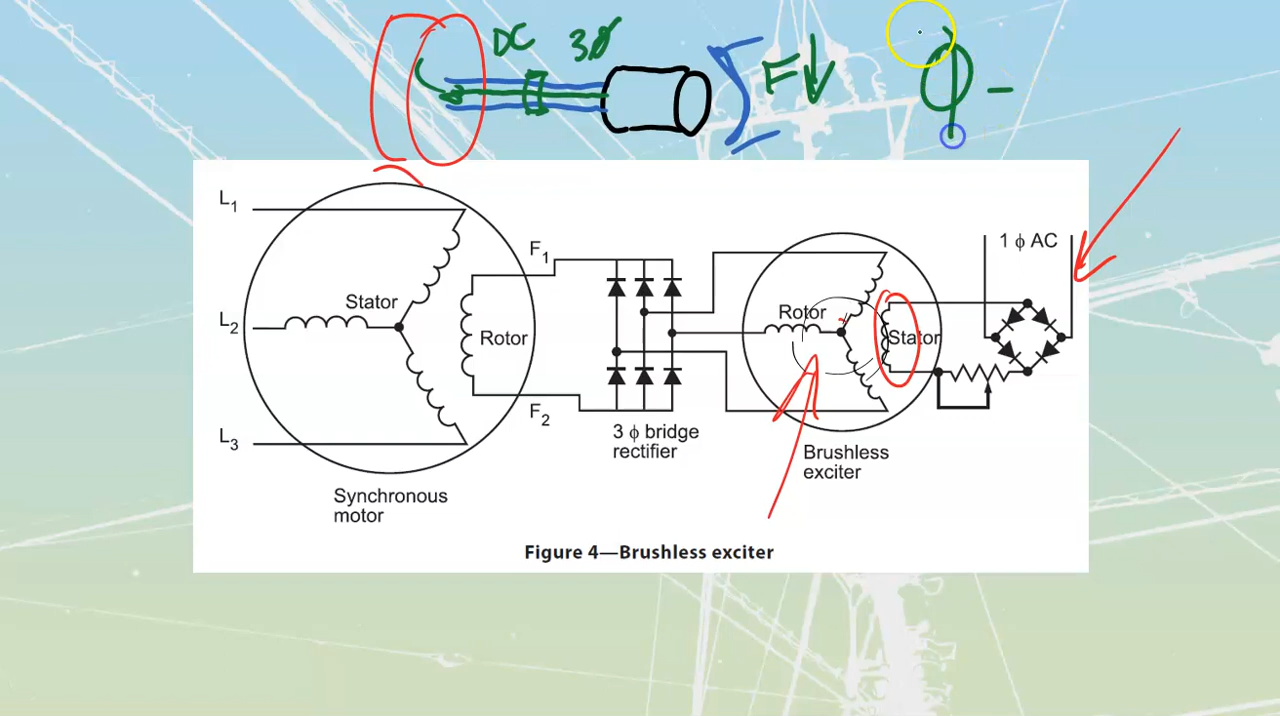 DC 3ϕ F↓ ϕ -
L1
F1
1 ϕ AC
Stator
Rotor
L2
Rotor
Stator
F2
L3
3 ϕ bridge
rectifier
Brushless
exciter
Synchronous
motor
Figure 4—Brushless exciter